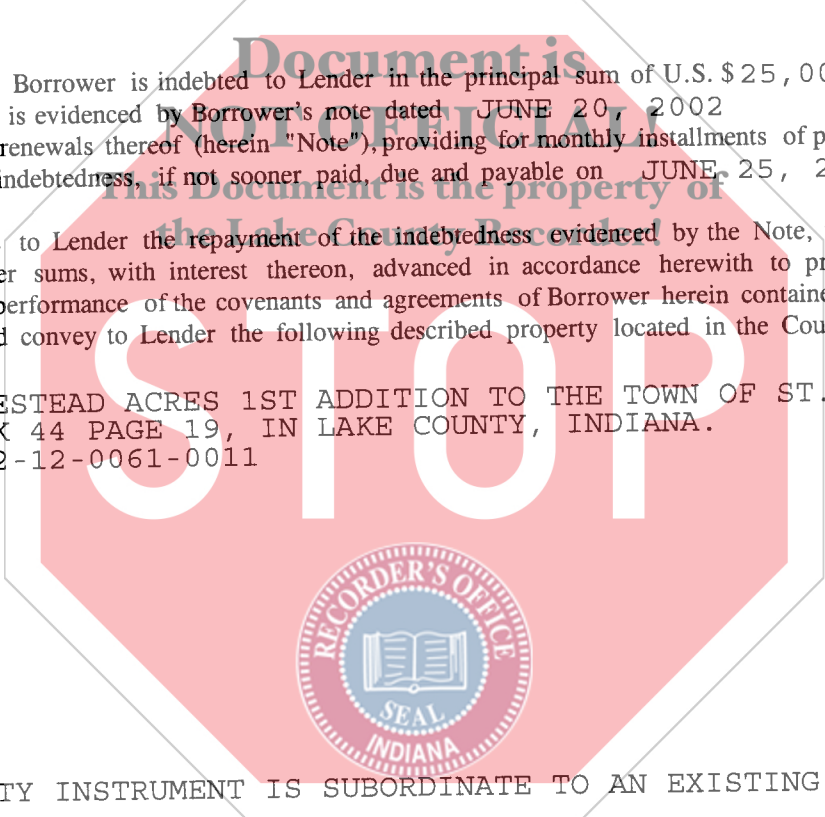 Document is
Borrower is indebted to Lender in the principal sum of U.S. $25,00
is evidenced by Borrower's note dated JUNE 20, 2002
NOT OFFICIAL
renewals thereof (herein "Note"), providing for monthly installments of p
indebtedness, if not sooner paid, due and payable on JUNE 25, 2
This Document is the property of
the Lake County Recorder!
to Lender the repayment of the indebtedness evidenced by the Note,
er sums, with interest thereon, advanced in accordance herewith to pr
performance of the covenants and agreements of Borrower herein containe
d convey to Lender the following described property located in the Cou
STOP
ESTEAD ACRES 1ST ADDITION TO THE TOWN OF ST.
K 44 PAGE 19, IN LAKE COUNTY, INDIANA.
2-12-0061-0011
RECORDER'S OFFICE
SEAL
INDIANA
TY INSTRUMENT IS SUBORDINATE TO AN EXISTING